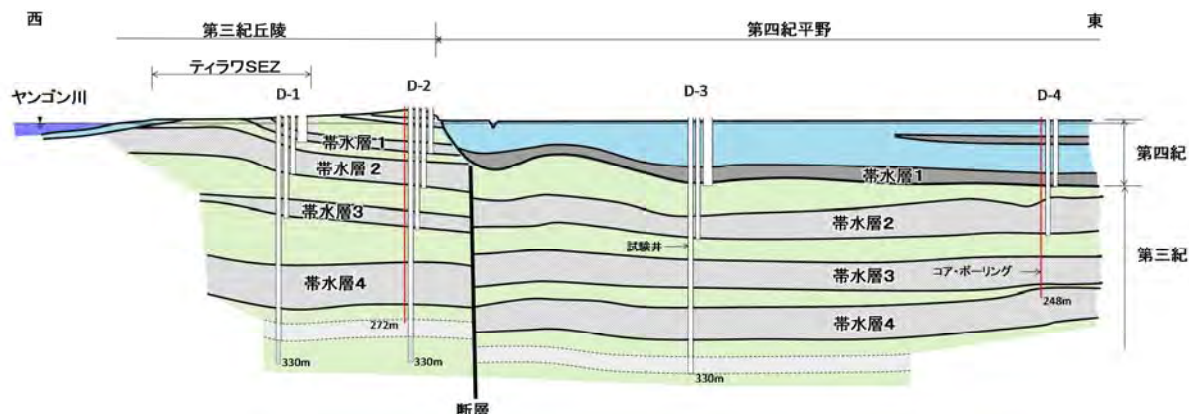 西
東
第三紀丘陵
第四紀平野
ティラワSEZ
ヤンゴン川
D-1
D-2
D-3
D-4
帯水層1
帯水層2
帯水層3
帯水層4
帯水層1
帯水層2
帯水層3
帯水層4
試験井
コア・ボーリング
第四紀
第三紀
272m
248m
330m
330m
330m
断層